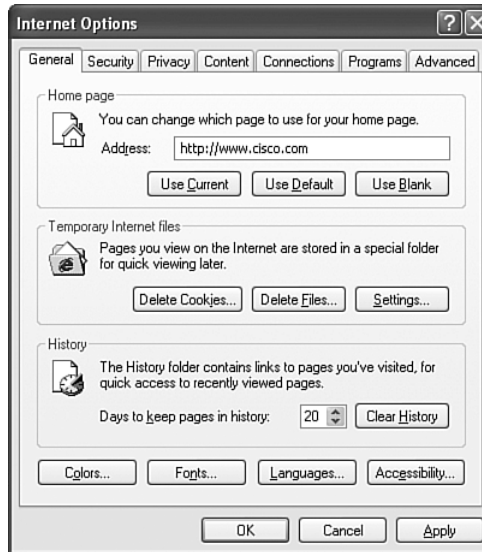 Internet Options
General Security Privacy Content Connections Programs Advanced
Home page
You can change which page to use for your home page.
Address: http://www.cisco.com
Use Current Use Default Use Blank
Temporary Internet files
Pages you view on the Internet are stored in a special folder
for quick viewing later.
Delete Cookies... Delete Files... Settings...
History
The History folder contains links to pages you've visited, for
quick access to recently viewed pages.
Days to keep pages in history: 20 Clear History
Colors... Fonts... Languages... Accessibility...
OK Cancel Apply